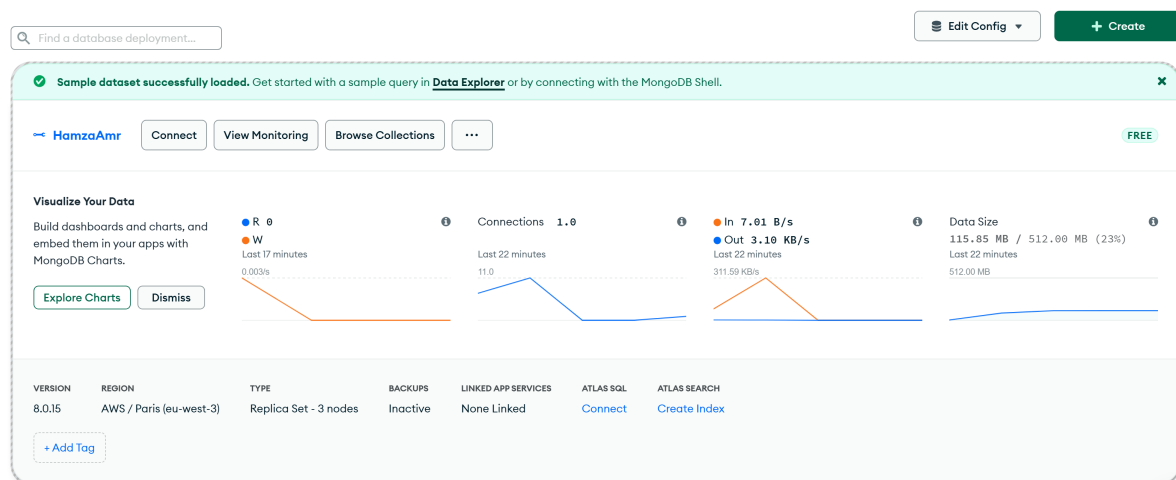 Find a database deployment...
Edit Config
+ Create
Sample dataset successfully loaded. Get started with a sample query in Data Explorer or by connecting with the MongoDB Shell.
HamzaAmr
Connect
View Monitoring
Browse Collections
...
FREE
Visualize Your Data
Build dashboards and charts, and
embed them in your apps with
MongoDB Charts.
Explore Charts
Dismiss
R 0
W
Last 17 minutes
0.003/s
Connections 1.0
Last 22 minutes
11.0
In 7.01 B/s
Out 3.10 KB/s
Last 22 minutes
311.59 KB/s
Data Size
115.85 MB / 512.00 MB (23%)
Last 22 minutes
512.00 MB
VERSION
8.0.15
REGION
AWS / Paris (eu-west-3)
TYPE
Replica Set - 3 nodes
BACKUPS
Inactive
LINKED APP SERVICES
None Linked
ATLAS SQL
Connect
ATLAS SEARCH
Create Index
+ Add Tag